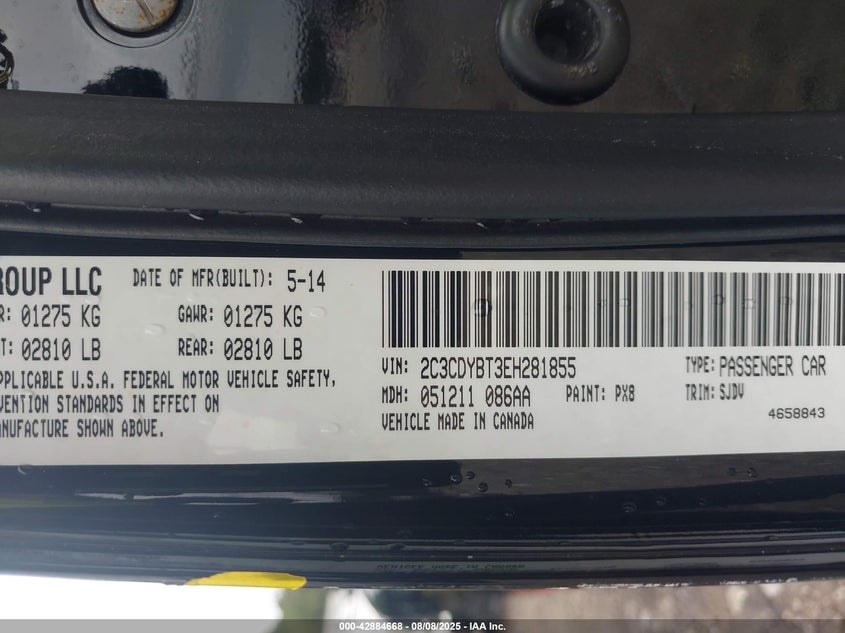 ROUP LLC DATE OF MFR(BUILT): 5-14
R: 01275 KG GAWR: 01275 KG
T: 02810 LB REAR: 02810 LB
APPLICABLE U.S.A. FEDERAL MOTOR VEHICLE SAFETY,
VENTION STANDARDS IN EFFECT ON
ANUFACTURE SHOWN ABOVE.
VIN: 2C3CDYBT3EH281855 TYPE: PASSENGER CAR
MDH: 051211 086AA PAINT: PX8 TRIM: SJDV
VEHICLE MADE IN CANADA 4658843
000-42884668 - 08/08/2025 - IAA Inc.